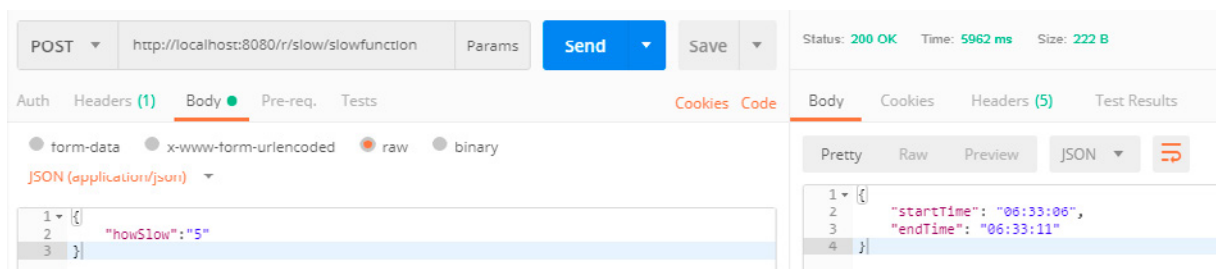 POST http://localhost:8080/r/slow/slowfunction Params Send Save
Auth Headers (1) Body Pre-req. Tests Cookies Code
form-data x-www-form-urlencoded raw binary
JSON (application/json)
1 {
2 "howSlow":"5"
3 }
Status: 200 OK Time: 5962 ms Size: 222 B
Body Cookies Headers (5) Test Results
Pretty Raw Preview JSON
1 {
2 "startTime": "06:33:06",
3 "endTime": "06:33:11"
4 }